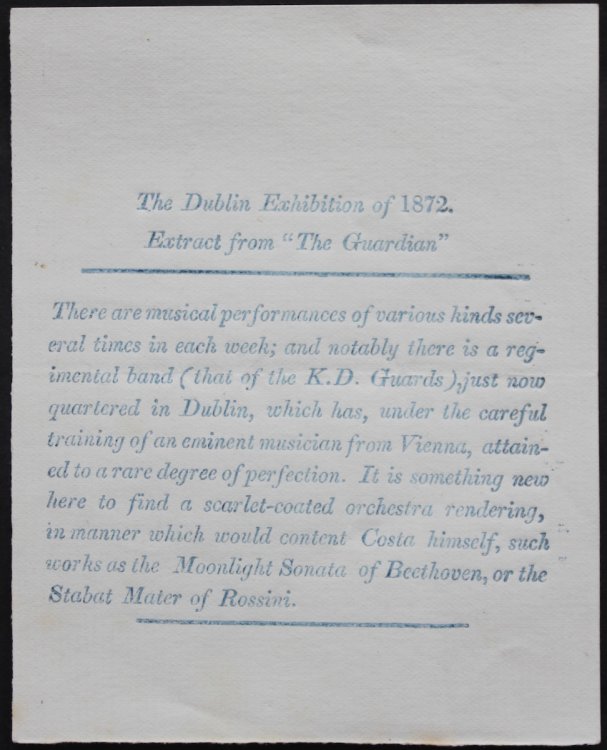 The Dublin Exhibition of 1872.
Extract from “The Guardian”
There are musical performances of various kinds sev-
eral times in each week; and notably there is a reg-
imental band (that of the K.D. Guards), just now
quartered in Dublin, which has, under the careful
training of an eminent musician from Vienna, attain-
ed to a rare degree of perfection. It is something new
here to find a scarlet-coated orchestra rendering,
in manner which would content Costa himself, such
works as the Moonlight Sonata of Beethoven, or the
Stabat Mater of Rossini.